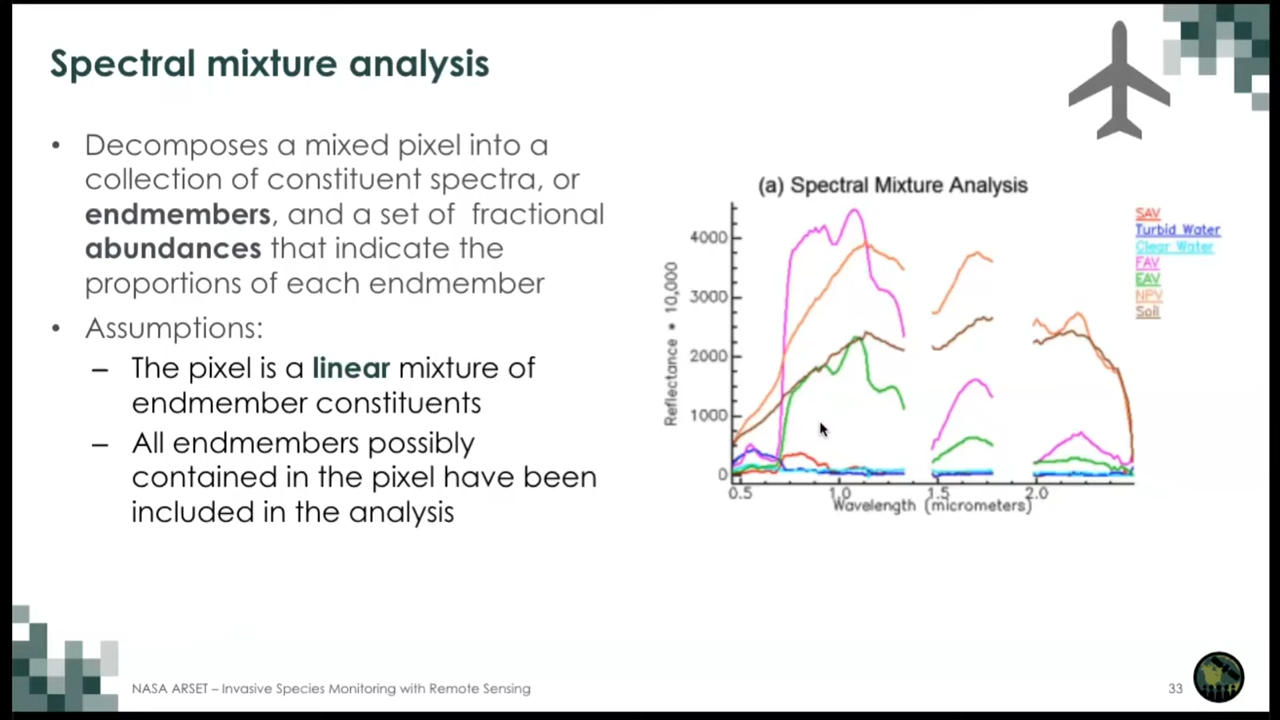 Spectral mixture analysis
• Decomposes a mixed pixel into a
collection of constituent spectra, or
endmembers, and a set of fractional
abundances that indicate the
proportions of each endmember
• Assumptions:
– The pixel is a linear mixture of
endmember constituents
– All endmembers possibly
contained in the pixel have been
included in the analysis
(a) Spectral Mixture Analysis
SAV
Turbid Water
Clear Water
FAV
EAV
NPV
Soil
Reflectance * 10,000
4000
3000
2000
1000
0
0.5 1.0 1.5 2.0
Wavelength (micrometers)
NASA ARSET – Invasive Species Monitoring with Remote Sensing
33